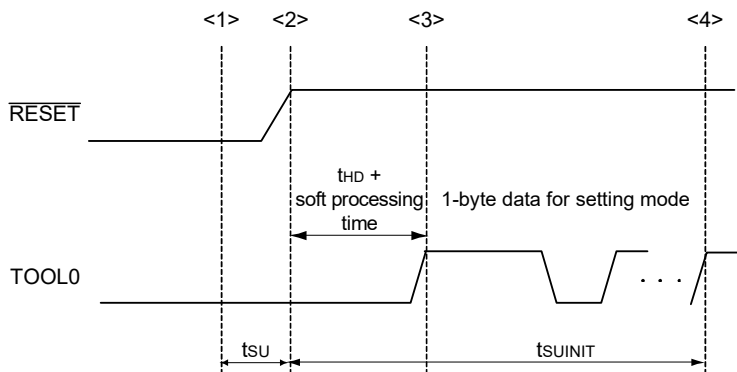 <1> <2> <3> <4>
RESET
tHD +
soft processing
time
1-byte data for setting mode
TOOL0
. . .
tSU
tSUINIT